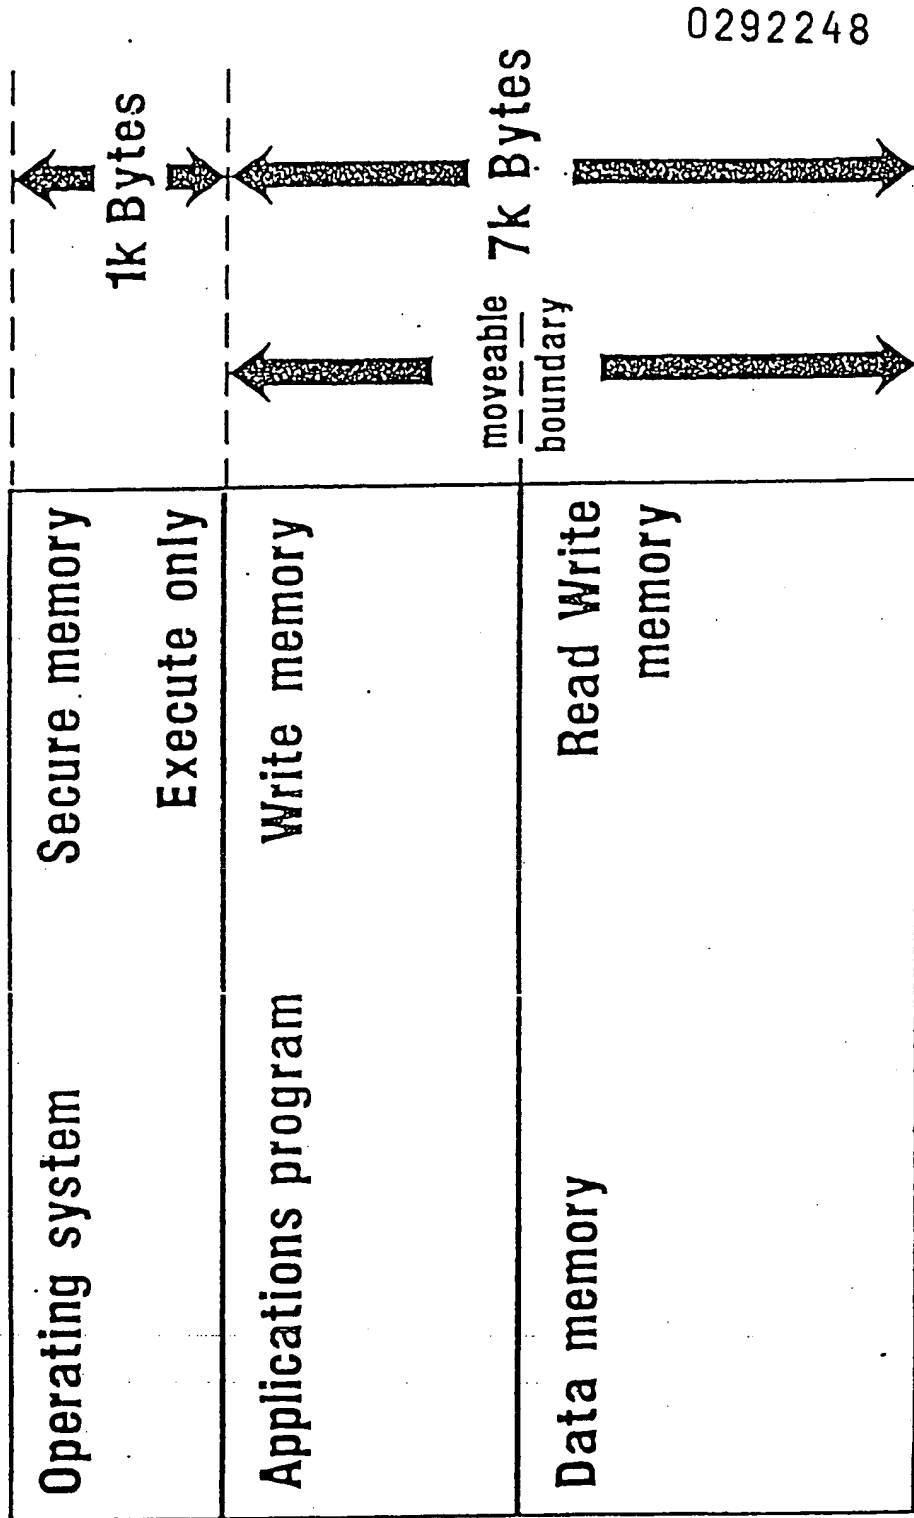 0292248
Operating system
Secure memory
Execute only
1k Bytes
Applications program
Write memory
7k Bytes
moveable
boundary
Data memory
Read Write
memory